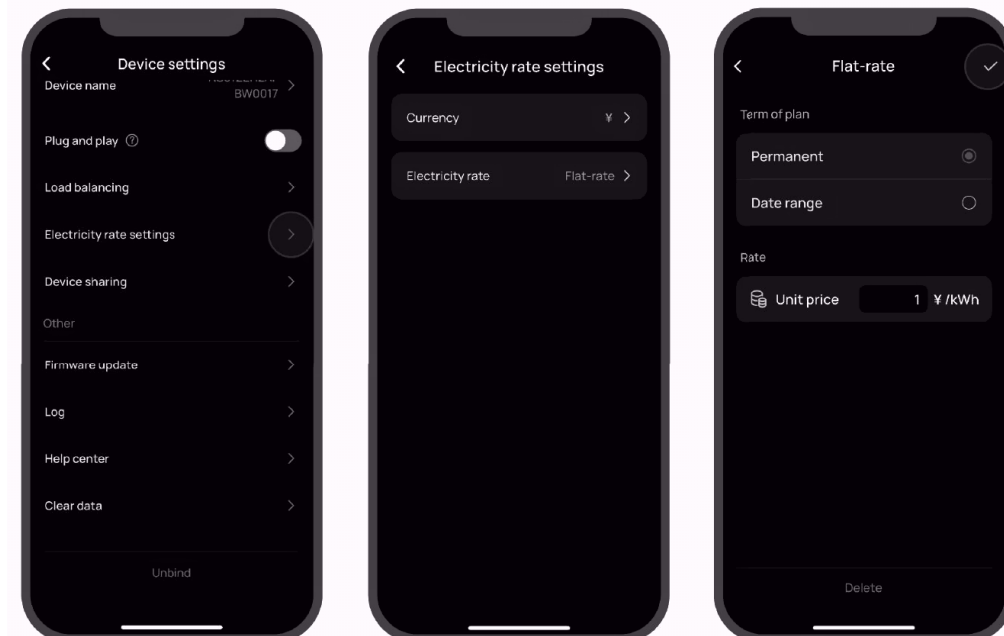 Device settings
Device name
BW0017
Plug and play
Load balancing
Electricity rate settings
Device sharing
Other
Firmware update
Log
Help center
Clear data
Unbind
Electricity rate settings
Currency ¥
Electricity rate Flat-rate
Flat-rate
Term of plan
Permanent
Date range
Rate
Unit price 1 ¥/kWh
Delete